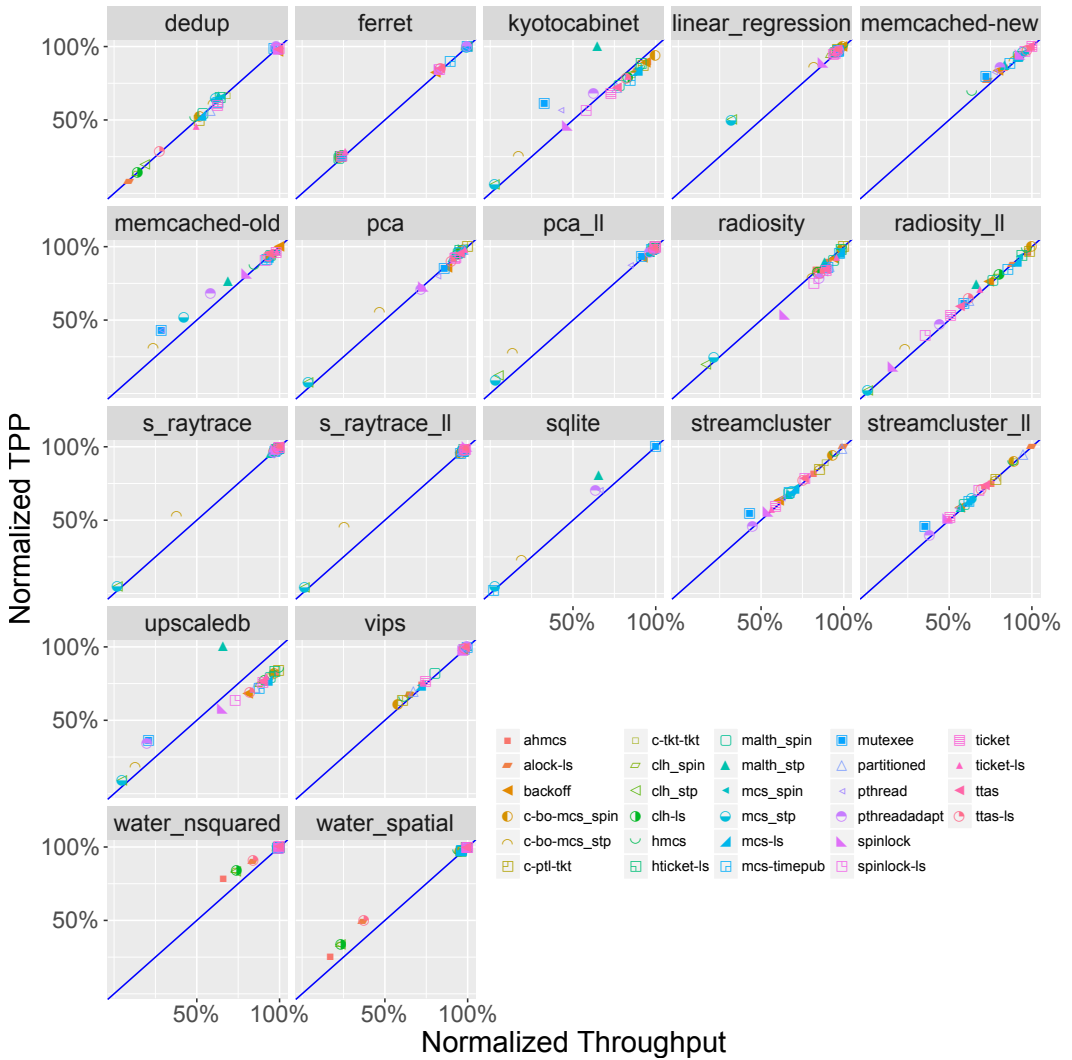 dedup ferret kyotocabinet linear_regression memcached-new
100%
50%
memcached-old pca pca_ll radiosity radiosity_ll
100%
50%
s_raytrace s_raytrace_ll sqlite streamcluster streamcluster_ll
100%
50%
50% 100% 50% 100% 50% 100%
upscaledb vips
100%
50%
water_nsquared water_spatial
100%
50%
50% 100% 50% 100%
Normalized TPP
Normalized Throughput
ahmcs c-tkt-tkt malth_spin mutexee ticket
alock-ls clh_spin malth_stp partitioned ticket-ls
backoff clh_stp mcs_spin pthread ttas
c-bo-mcs_spin clh-ls mcs_stp pthreadadapt ttas-ls
c-bo-mcs_stp hmcs mcs-ls spinlock
c-ptl-tkt hticket-ls mcs-timepub spinlock-ls